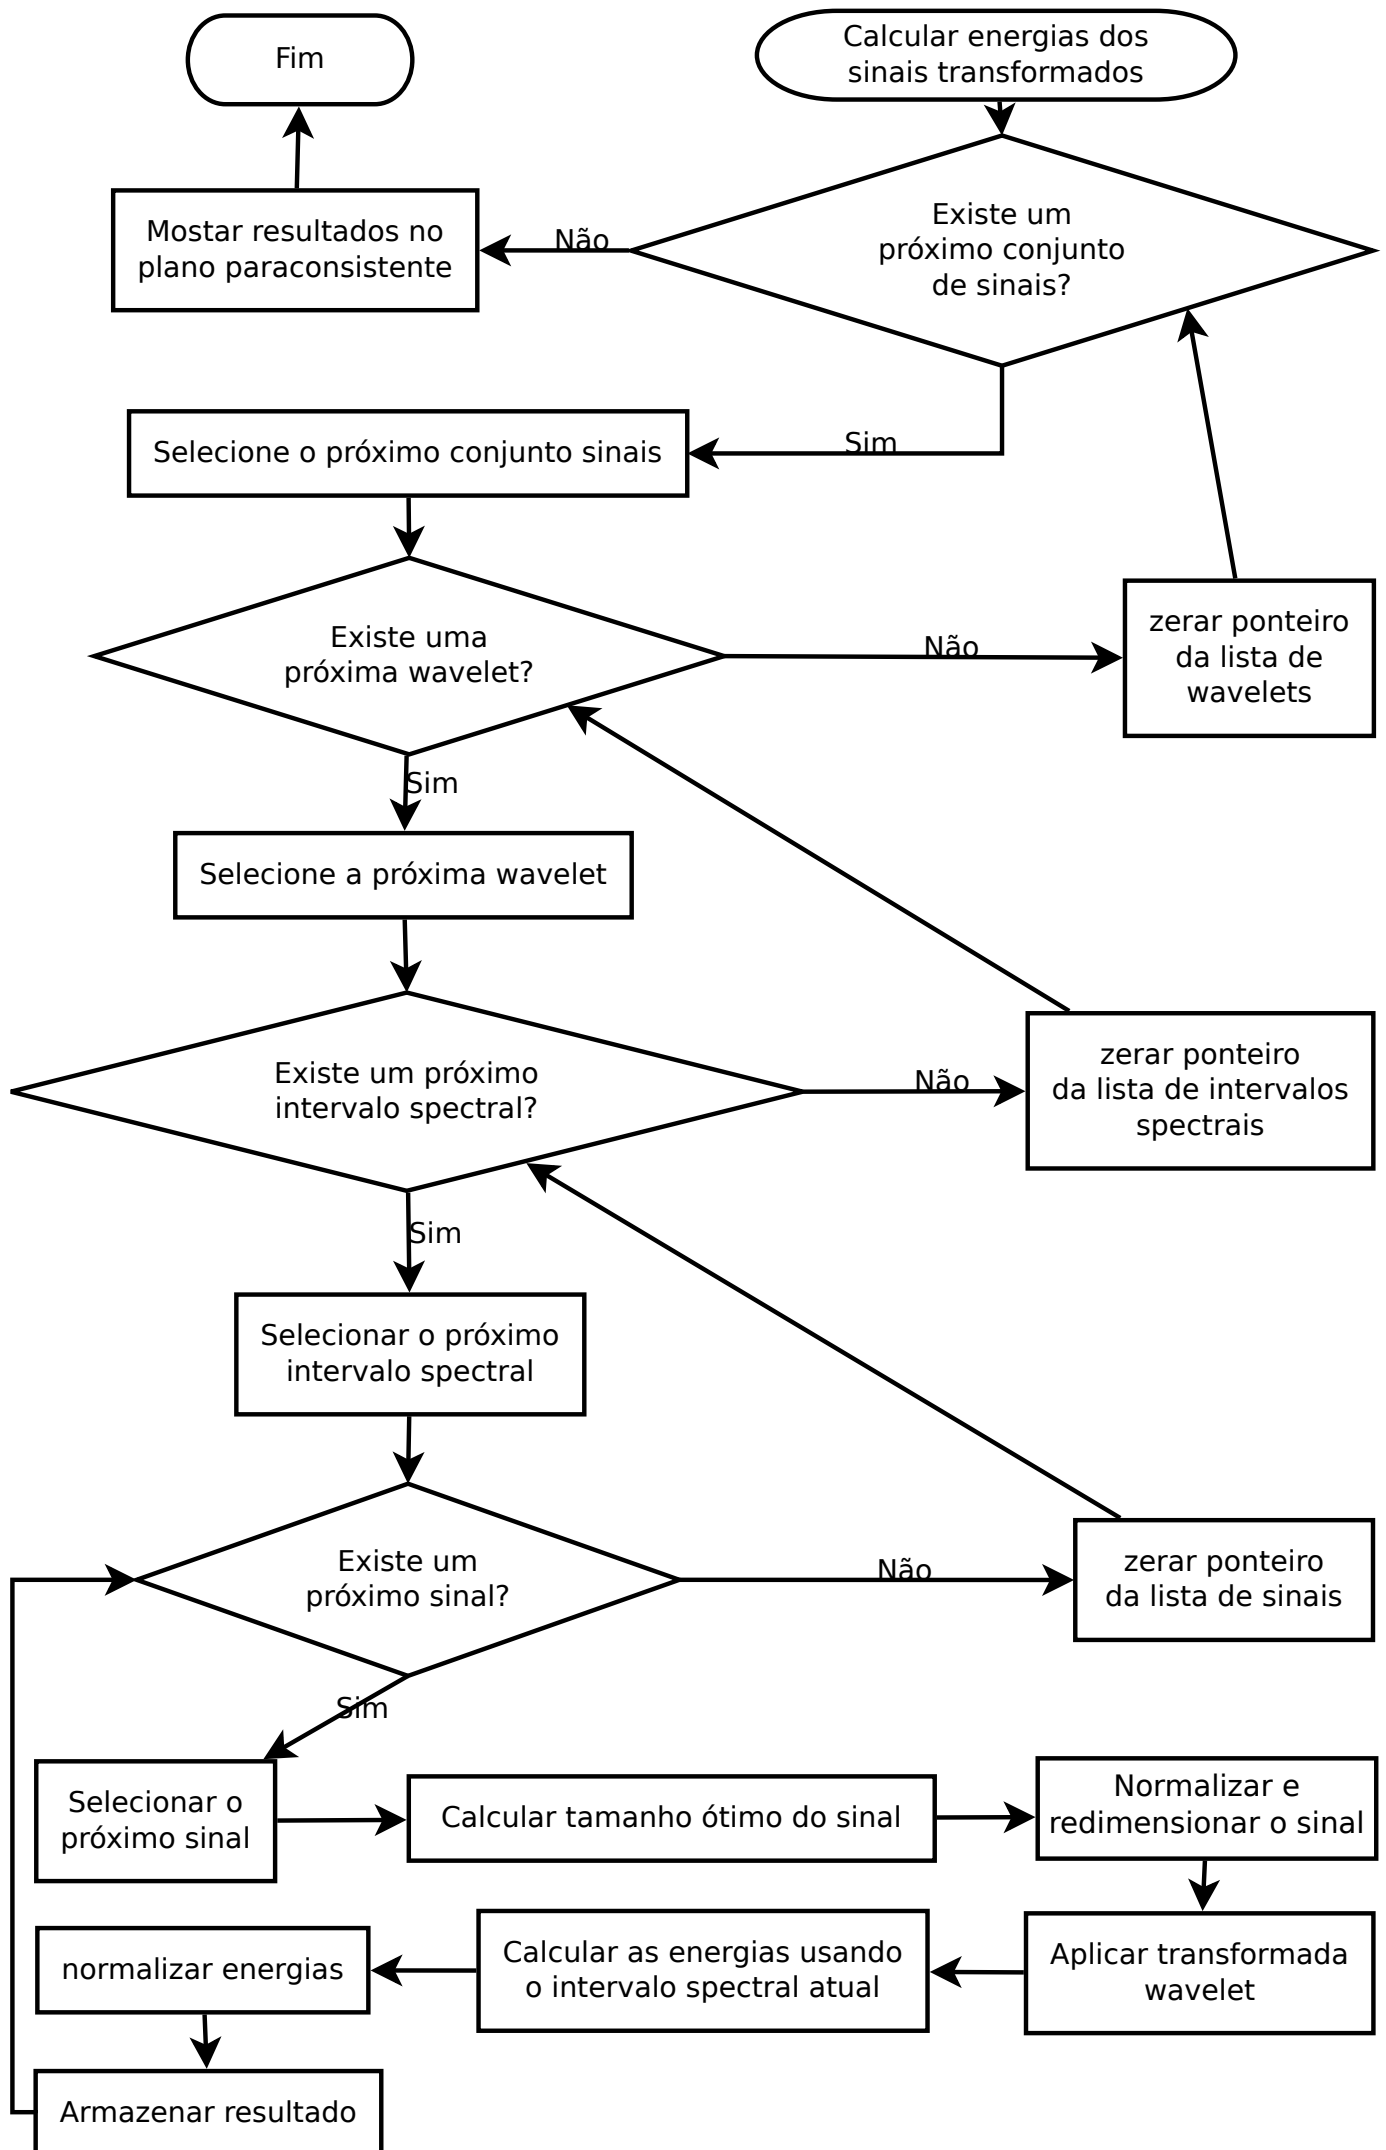 Fim
Calcular energias dos
sinais transformados
Existe um
próximo conjunto
de sinais?
Não
Mostar resultados no
plano paraconsistente
Sim
Selecione o próximo conjunto sinais
Existe uma
próxima wavelet?
Não
zerar ponteiro
da lista de
wavelets
Sim
Selecione a próxima wavelet
Existe um próximo
intervalo spectral?
Não
zerar ponteiro
da lista de intervalos
spectrais
Sim
Selecionar o próximo
intervalo spectral
Existe um
próximo sinal?
Não
zerar ponteiro
da lista de sinais
Sim
Selecionar o
próximo sinal
Calcular tamanho ótimo do sinal
Normalizar e
redimensionar o sinal
Aplicar transformada
wavelet
Calcular as energias usando
o intervalo spectral atual
normalizar energias
Armazenar resultado